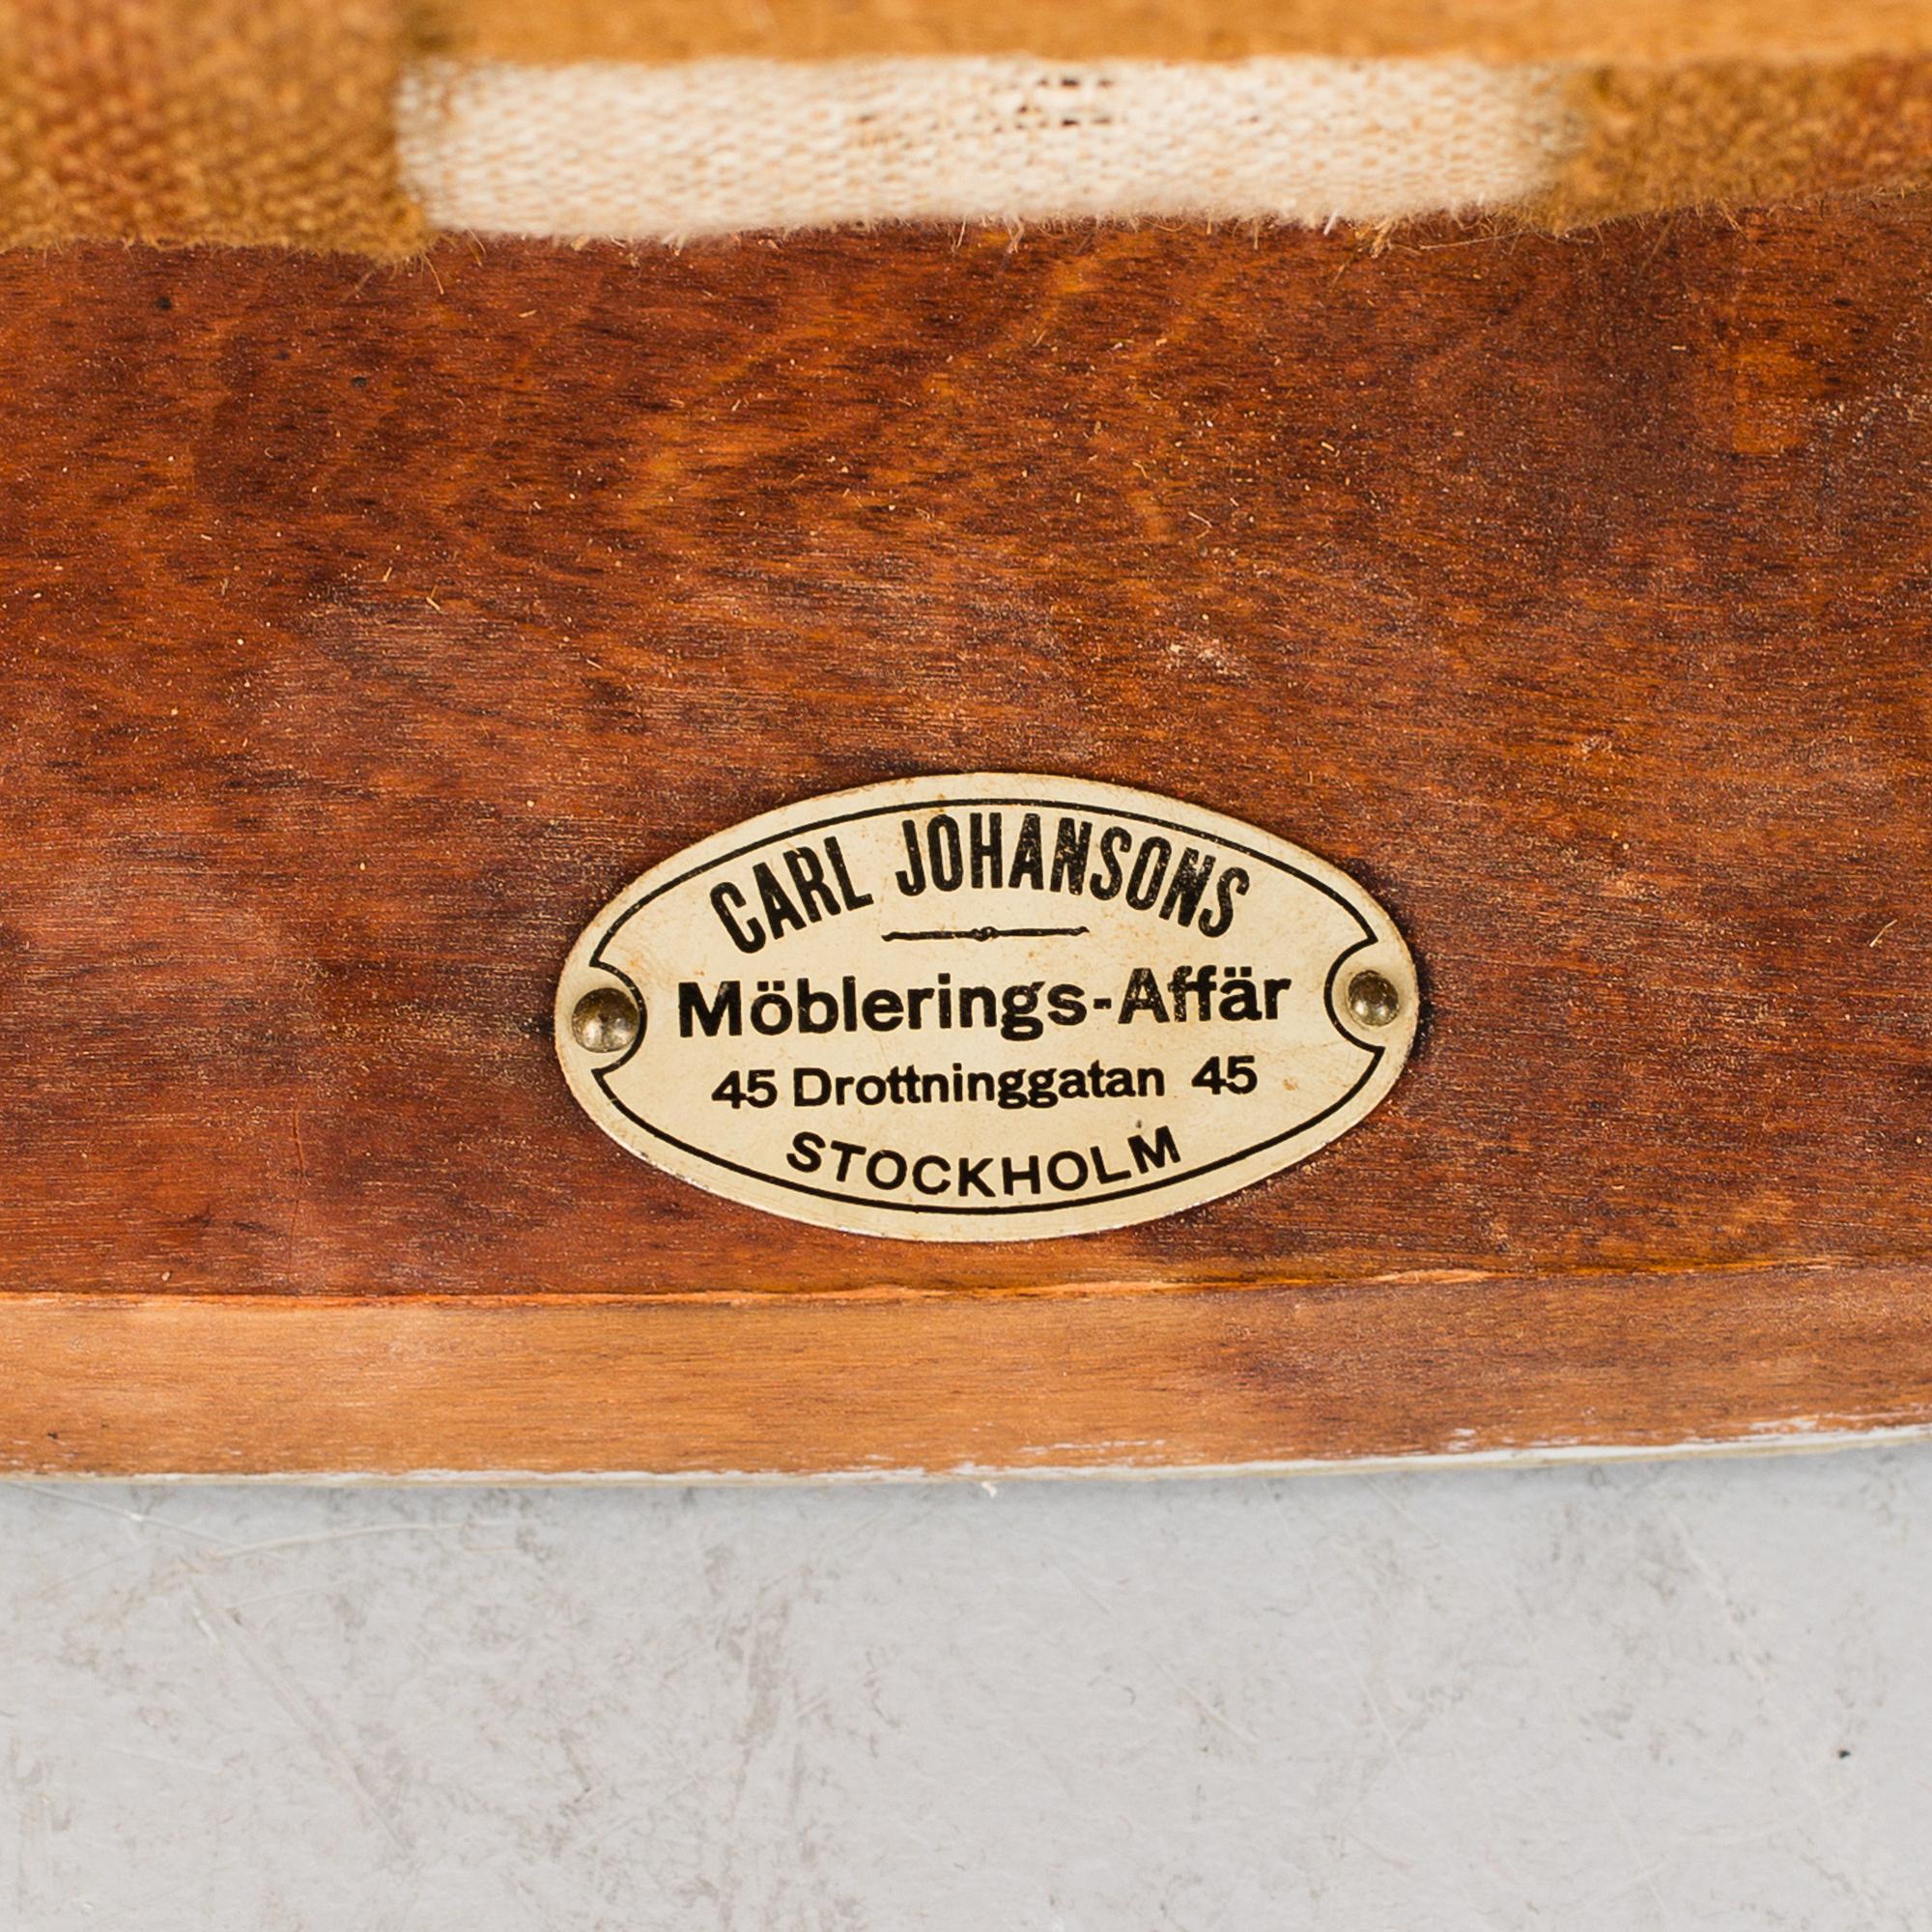 CARL JOHANSONS
Möblerings-Affär
45 Drottninggatan 45
STOCKHOLM